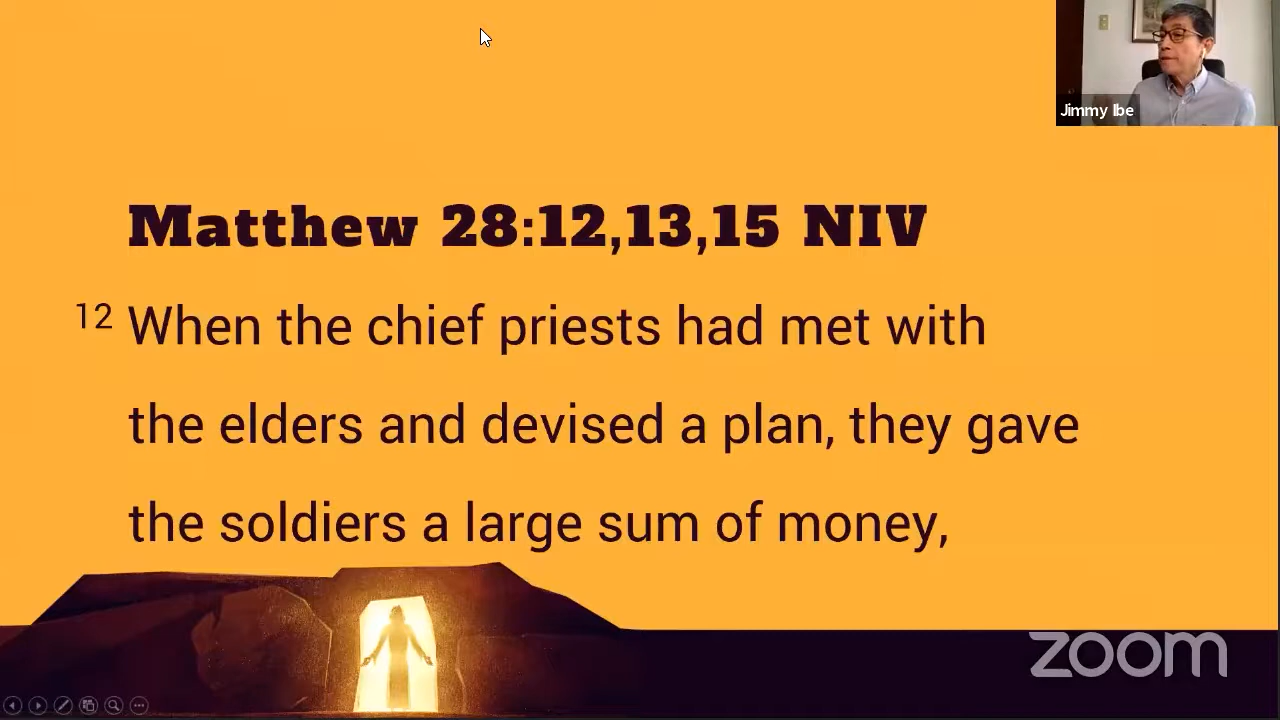 Jimmy Ibe
Matthew 28:12,13,15 NIV
12 When the chief priests had met with
the elders and devised a plan, they gave
the soldiers a large sum of money,
zoom